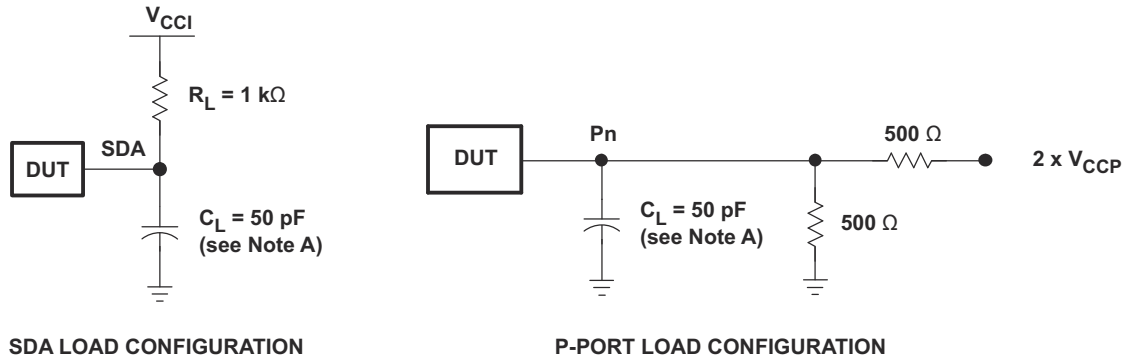 VCCI
RL = 1 kΩ
DUT
SDA
CL = 50 pF
(see Note A)
SDA LOAD CONFIGURATION
DUT
Pn
500 Ω
2 x VCCP
CL = 50 pF
(see Note A)
500 Ω
P-PORT LOAD CONFIGURATION